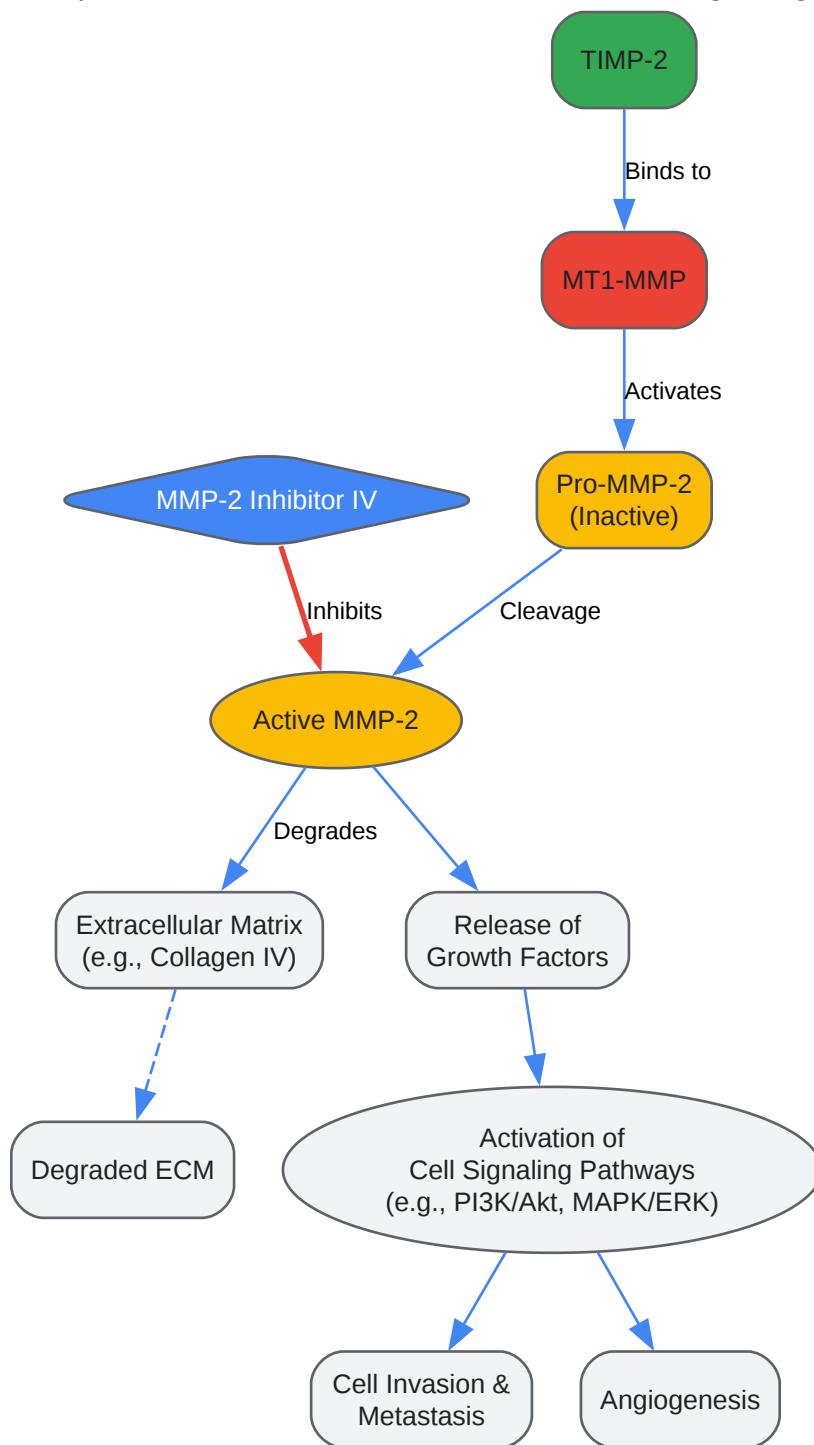 TIMP-2
Binds to
MT1-MMP
Activates
Pro-MMP-2
(Inactive)
MMP-2 Inhibitor IV
Inhibits
Cleavage
Active MMP-2
Degrades
Extracellular Matrix
(e.g., Collagen IV)
Release of
Growth Factors
Degraded ECM
Activation of
Cell Signaling Pathways
(e.g., PI3K/Akt, MAPK/ERK)
Cell Invasion &
Metastasis
Angiogenesis